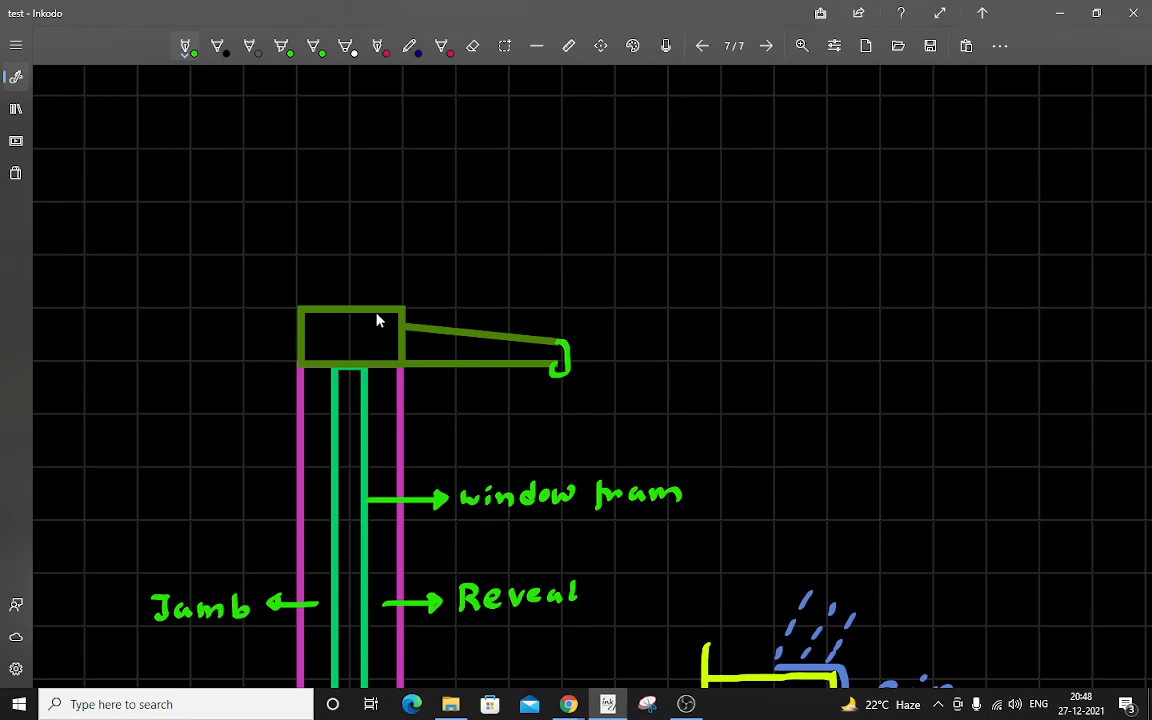 test - Inkodo
7/7
window fram
Jamb
Reveal
Type here to search
22°C Haze
ENG
20:48
27-12-2021
3